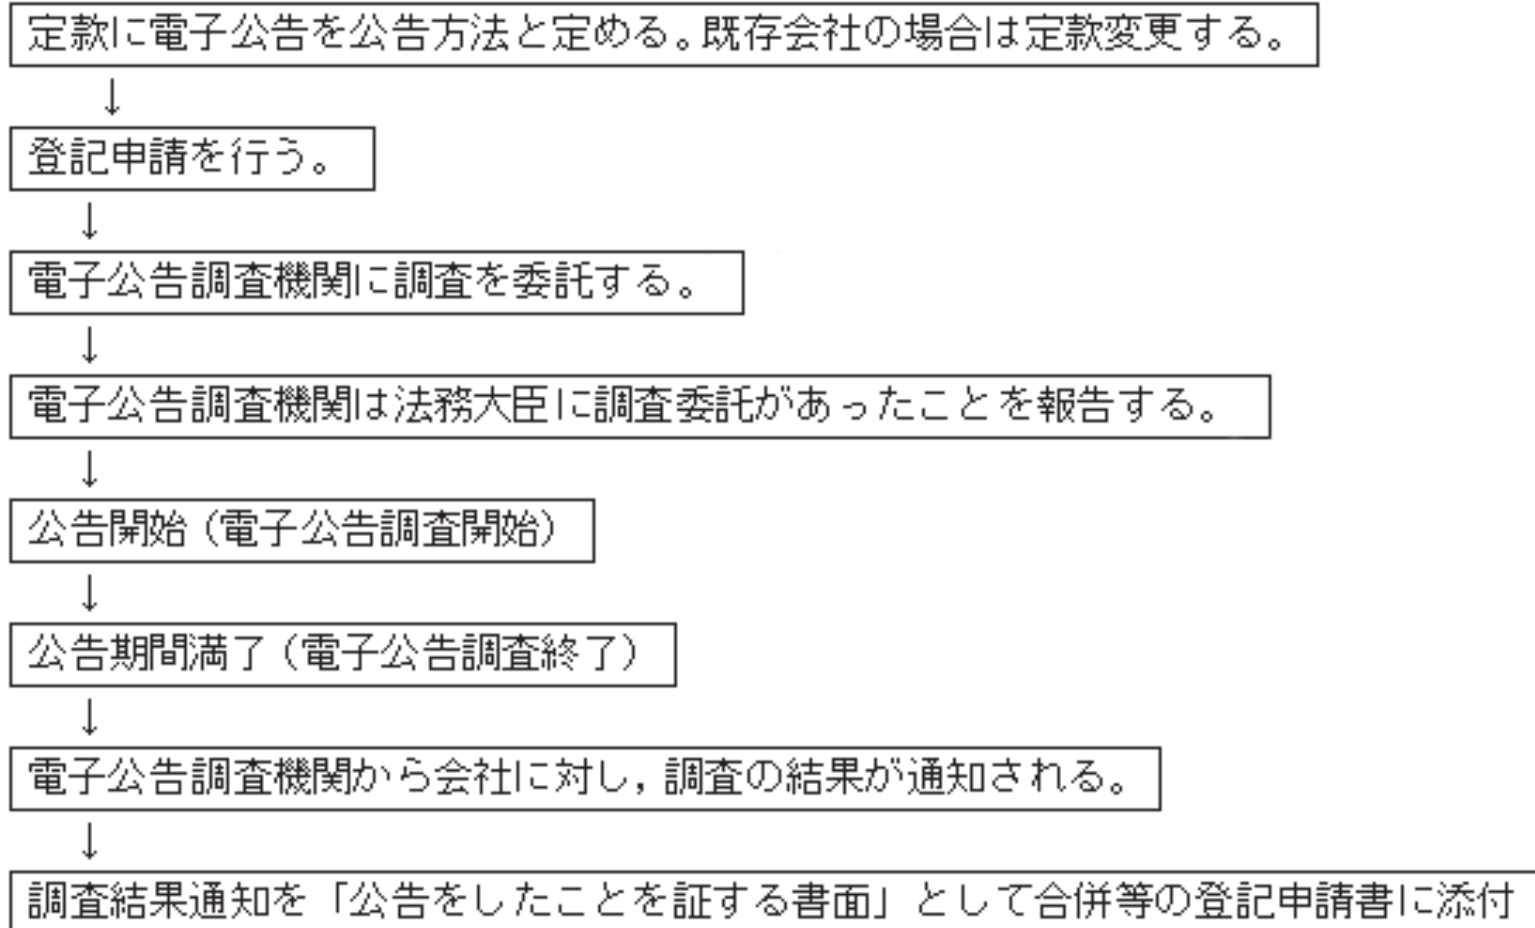 定款に電子公告を公告方法と定める。既存会社の場合は定款変更する。
↓
登記申請を行う。
↓
電子公告調査機関に調査を委託する。
↓
電子公告調査機関は法務大臣に調査委託があったことを報告する。
↓
公告開始（電子公告調査開始）
↓
公告期間満了（電子公告調査終了）
↓
電子公告調査機関から会社に対し，調査の結果が通知される。
↓
調査結果通知を「公告をしたことを証する書面」として合併等の登記申請書に添付